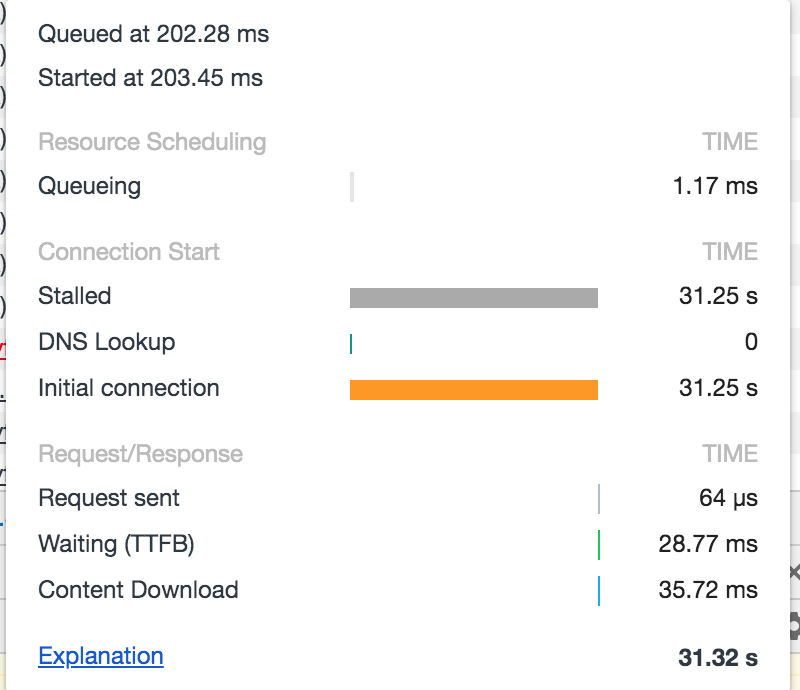 Queued at 202.28 ms
Started at 203.45 ms
Resource Scheduling TIME
Queueing 1.17 ms
Connection Start TIME
Stalled 31.25 s
DNS Lookup 0
Initial connection 31.25 s
Request/Response TIME
Request sent 64 µs
Waiting (TTFB) 28.77 ms
Content Download 35.72 ms
Explanation 31.32 s